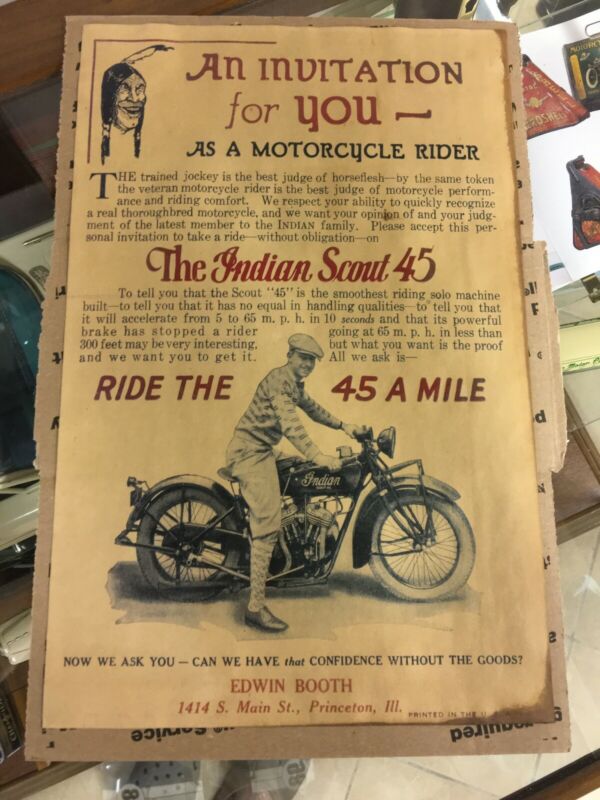 AN INVITATION
for YOU —
AS A MOTORCYCLE RIDER
THE trained jockey is the best judge of horseflesh—by the same token
the veteran motorcycle rider is the best judge of motorcycle perform-
ance and riding comfort. We respect your ability to quickly recognize
a real thoroughbred motorcycle, and we want your opinion of and your judg-
ment of the latest member to the INDIAN family. Please accept this per-
sonal invitation to take a ride—without obligation—on
The Indian Scout 45
To tell you that the Scout "45" is the smoothest riding solo machine
built—to tell you that it has no equal in handling qualities—to tell you that
it will accelerate from 5 to 65 m. p. h. in 10 seconds and that its powerful
brake has stopped a rider going at 65 m. p. h. in less than
300 feet may be very interesting, but what you want is the proof
and we want you to get it. All we ask is—
RIDE THE 45 A MILE
Indian
NOW WE ASK YOU — CAN WE HAVE that CONFIDENCE WITHOUT THE GOODS?
EDWIN BOOTH
1414 S. Main St., Princeton, Ill.
PRINTED IN THE U.
Service
required